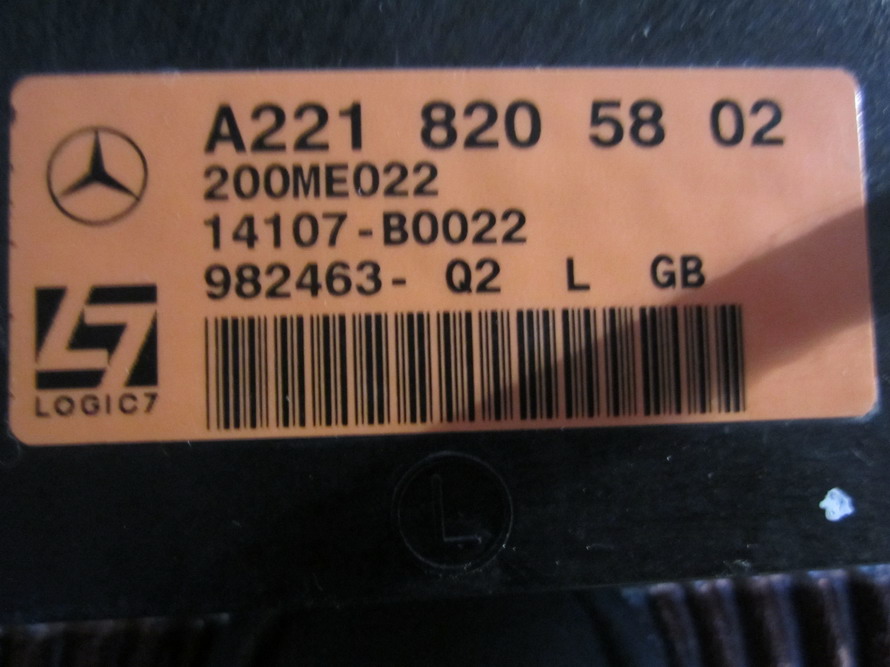 A221 820 58 02
200ME022
14107-B0022
982463- Q2 L GB
LOGIC7
L